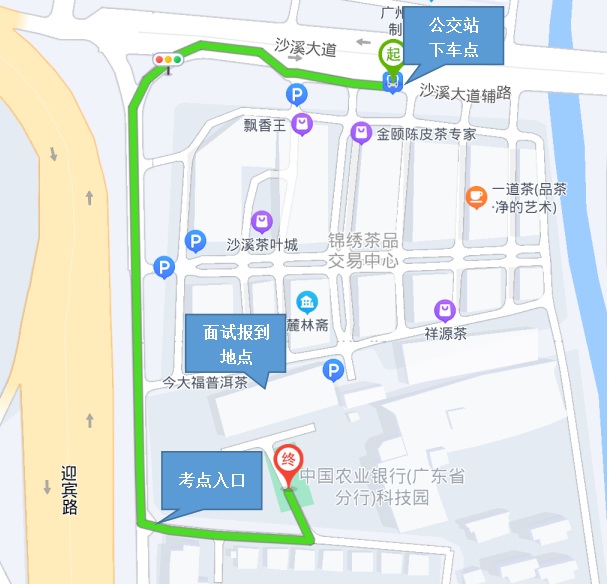 广州
制
公交站
下车点
起
沙溪大道
沙溪大道辅路
P
飘香王
金颐陈皮茶专家
一道茶(品茶
·净的艺术)
P
沙溪茶叶城
锦绣茶品
交易中心
P
麓林斋
祥源茶
面试报到
地点
今大福普洱茶
P
考点入口
终
中国农业银行(广东省
分行)科技园
迎宾路